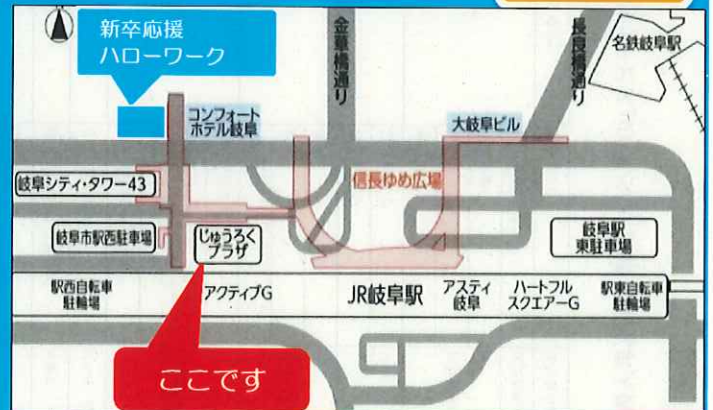 新卒応援
ハローワーク
金華橋通り
長良橋通り
名鉄岐阜駅
コンフォート
ホテル岐阜
大岐阜ビル
岐阜シティ・タワー43
信長ゆめ広場
岐阜市駅西駐車場
じゅうろく
プラザ
岐阜駅
東駐車場
駅西自転車
駐輪場
アクティブG
JR岐阜駅
アスティ
岐阜
ハートフル
スクエアーG
駅東自転車
駐輪場
ここです